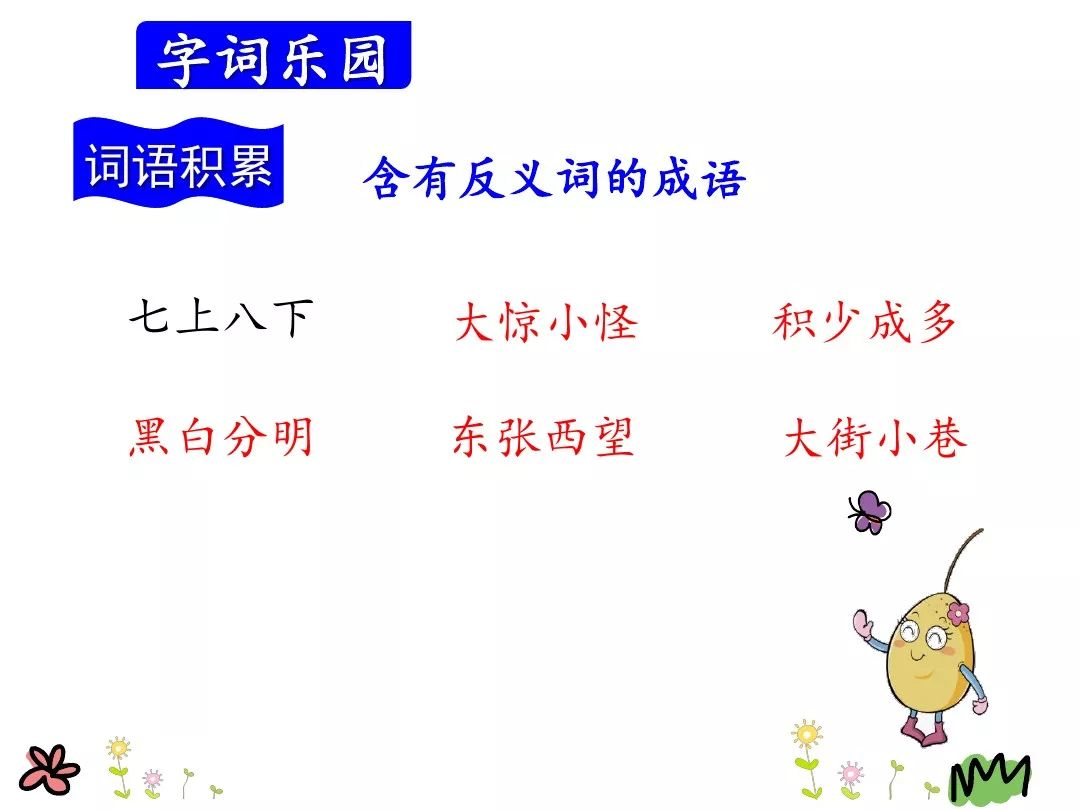 字词乐园
词语积累
含有反义词的成语
七上八下 大惊小怪 积少成多
黑白分明 东张西望 大街小巷